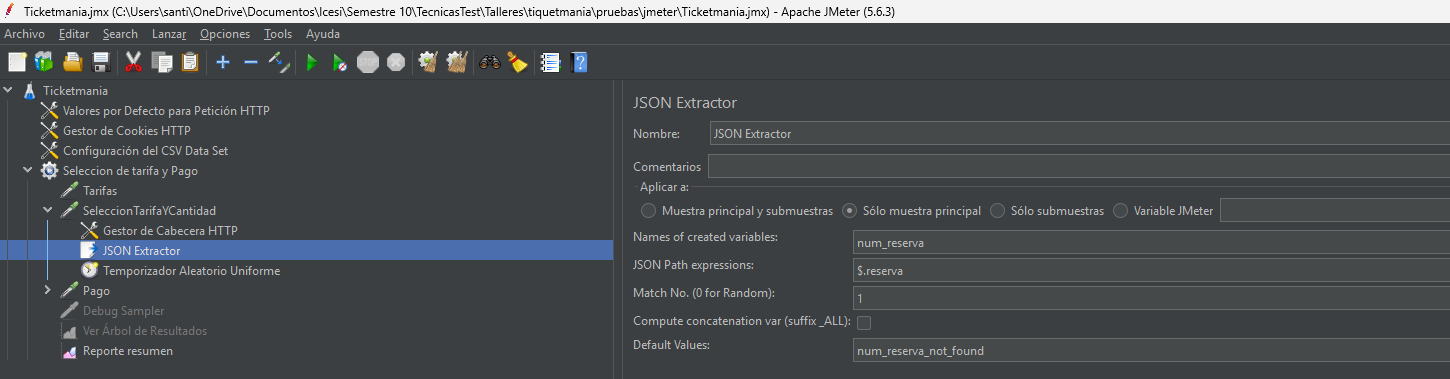 Ticketmania.jmx (C:\Users\santi\OneDrive\Documentos\Icesi\Semestre 10\TecnicasTest\Talleres\tiquetmania\pruebas\jmeter\Ticketmania.jmx) - Apache JMeter (5.6.3)
Archivo Editar Search Lanzar Opciones Tools Ayuda
STOP
Ticketmania
Valores por Defecto para Petición HTTP
Gestor de Cookies HTTP
Configuración del CSV Data Set
Seleccion de tarifa y Pago
Tarifas
SeleccionTarifaYCantidad
Gestor de Cabecera HTTP
JSON Extractor
Temporizador Aleatorio Uniforme
Pago
Debug Sampler
Ver Árbol de Resultados
Reporte resumen
JSON Extractor
Nombre: JSON Extractor
Comentarios
Aplicar a:
Muestra principal y submuestras Sólo muestra principal Sólo submuestras Variable JMeter
Names of created variables: num_reserva
JSON Path expressions: $.reserva
Match No. (0 for Random): 1
Compute concatenation var (suffix _ALL):
Default Values: num_reserva_not_found